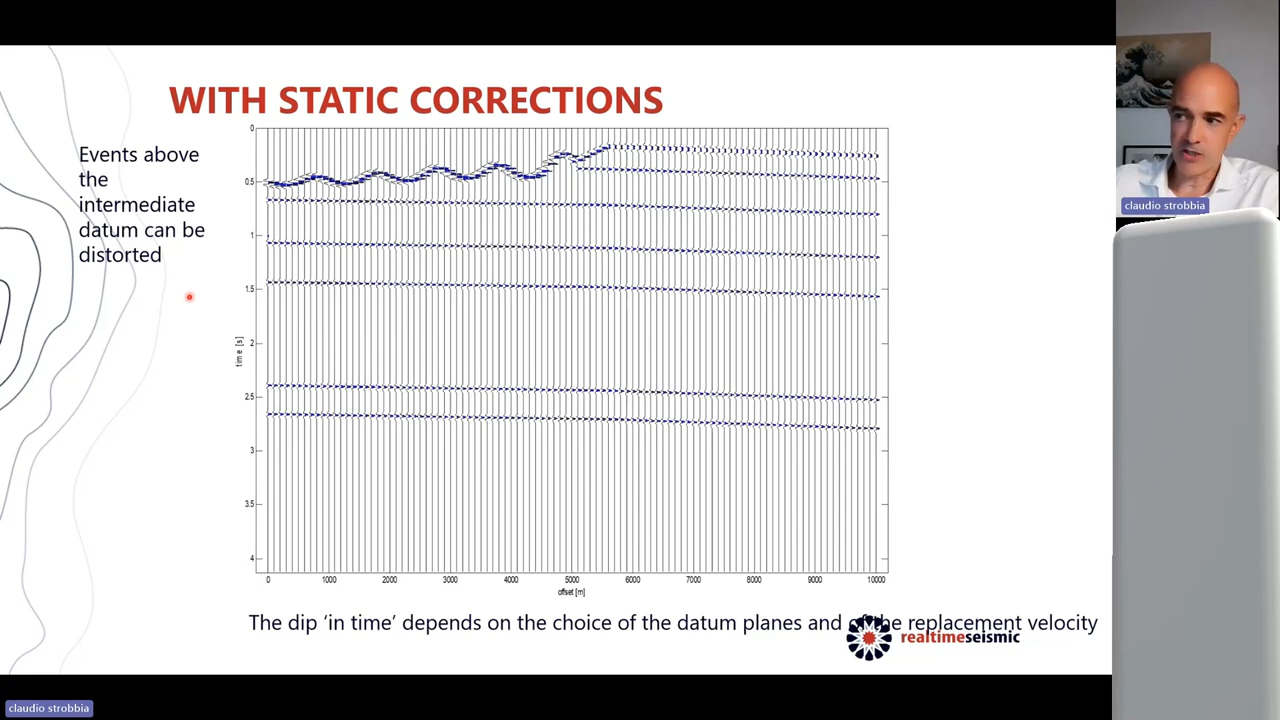 WITH STATIC CORRECTIONS
Events above
the
intermediate
datum can be
distorted
0
0.5
1
1.5
2
2.5
3
3.5
4
time [s]
0 1000 2000 3000 4000 5000 6000 7000 8000 9000 10000
offset [m]
The dip ‘in time’ depends on the choice of the datum planes and of the replacement velocity
realtimeseismic
claudio strobbia
claudio strobbia